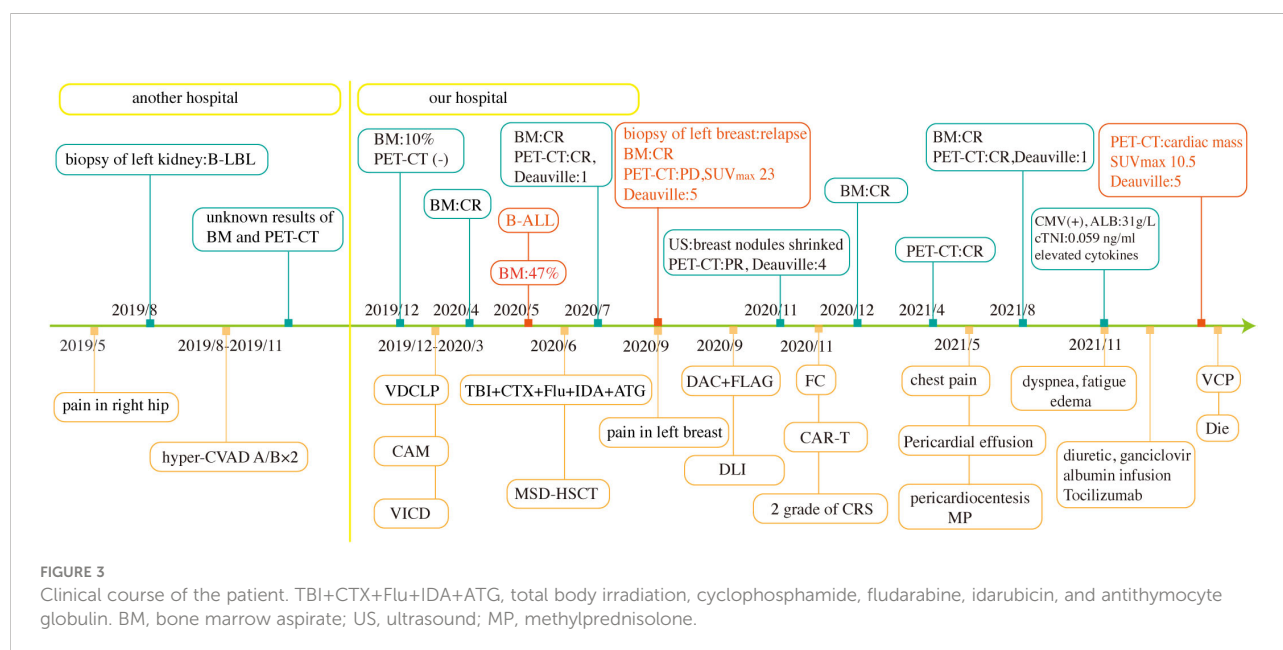 another hospital
our hospital
biopsy of left kidney:B-LBL
unknown results of
BM and PET-CT
BM:10%
PET-CT (-)
BM:CR
BM:CR
PET-CT:CR,
Deauville:1
B-ALL
BM:47%
biopsy of left breast:relapse
BM:CR
PET-CT:PD,SUVmax 23
Deauville:5
US:breast nodules shrinked
PET-CT:PR, Deauville:4
BM:CR
PET-CT:CR
BM:CR
PET-CT:CR,Deauville:1
CMV(+), ALB:31g/L
cTNI:0.059 ng/ml
elevated cytokines
PET-CT:cardiac mass
SUVmax 10.5
Deauville:5
2019/8
2019/12
2020/4
2020/5
2020/7
2020/11
2020/12
2021/4
2021/8
2019/5
2019/8-2019/11
2019/12-2020/3
2020/6
2020/9
2020/9
2020/11
2021/5
2021/11
pain in right hip
hyper-CVAD A/B×2
VDCLP
CAM
VICD
TBI+CTX+Flu+IDA+ATG
MSD-HSCT
pain in left breast
DAC+FLAG
DLI
FC
CAR-T
2 grade of CRS
chest pain
Pericardial effusion
pericardiocentesis
MP
dyspnea, fatigue
edema
diuretic, ganciclovir
albumin infusion
Tocilizumab
VCP
Die
FIGURE 3
Clinical course of the patient. TBI+CTX+Flu+IDA+ATG, total body irradiation, cyclophosphamide, fludarabine, idarubicin, and antithymocyte
globulin. BM, bone marrow aspirate; US, ultrasound; MP, methylprednisolone.